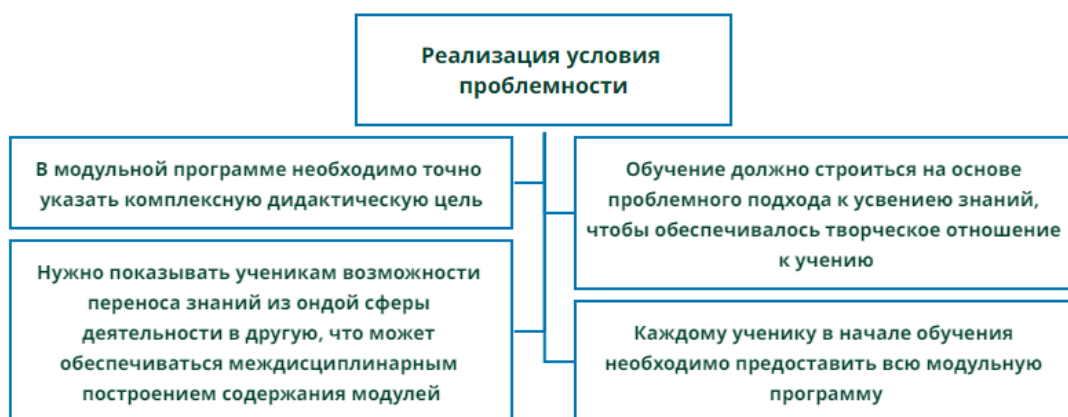 Реализация условия
проблемности
В модульной программе необходимо точно
указать комплексную дидактическую цель
Обучение должно строиться на основе
проблемного подхода к усвениею знаний,
чтобы обеспечивалось творческое отношение
к учению
Нужно показывать ученикам возможности
переноса знаний из ондой сферы
деятельности в другую, что может
обеспечиваться междисциплинарным
построением содержания модулей
Каждому ученику в начале обучения
необходимо предоставить всю модульную
программу